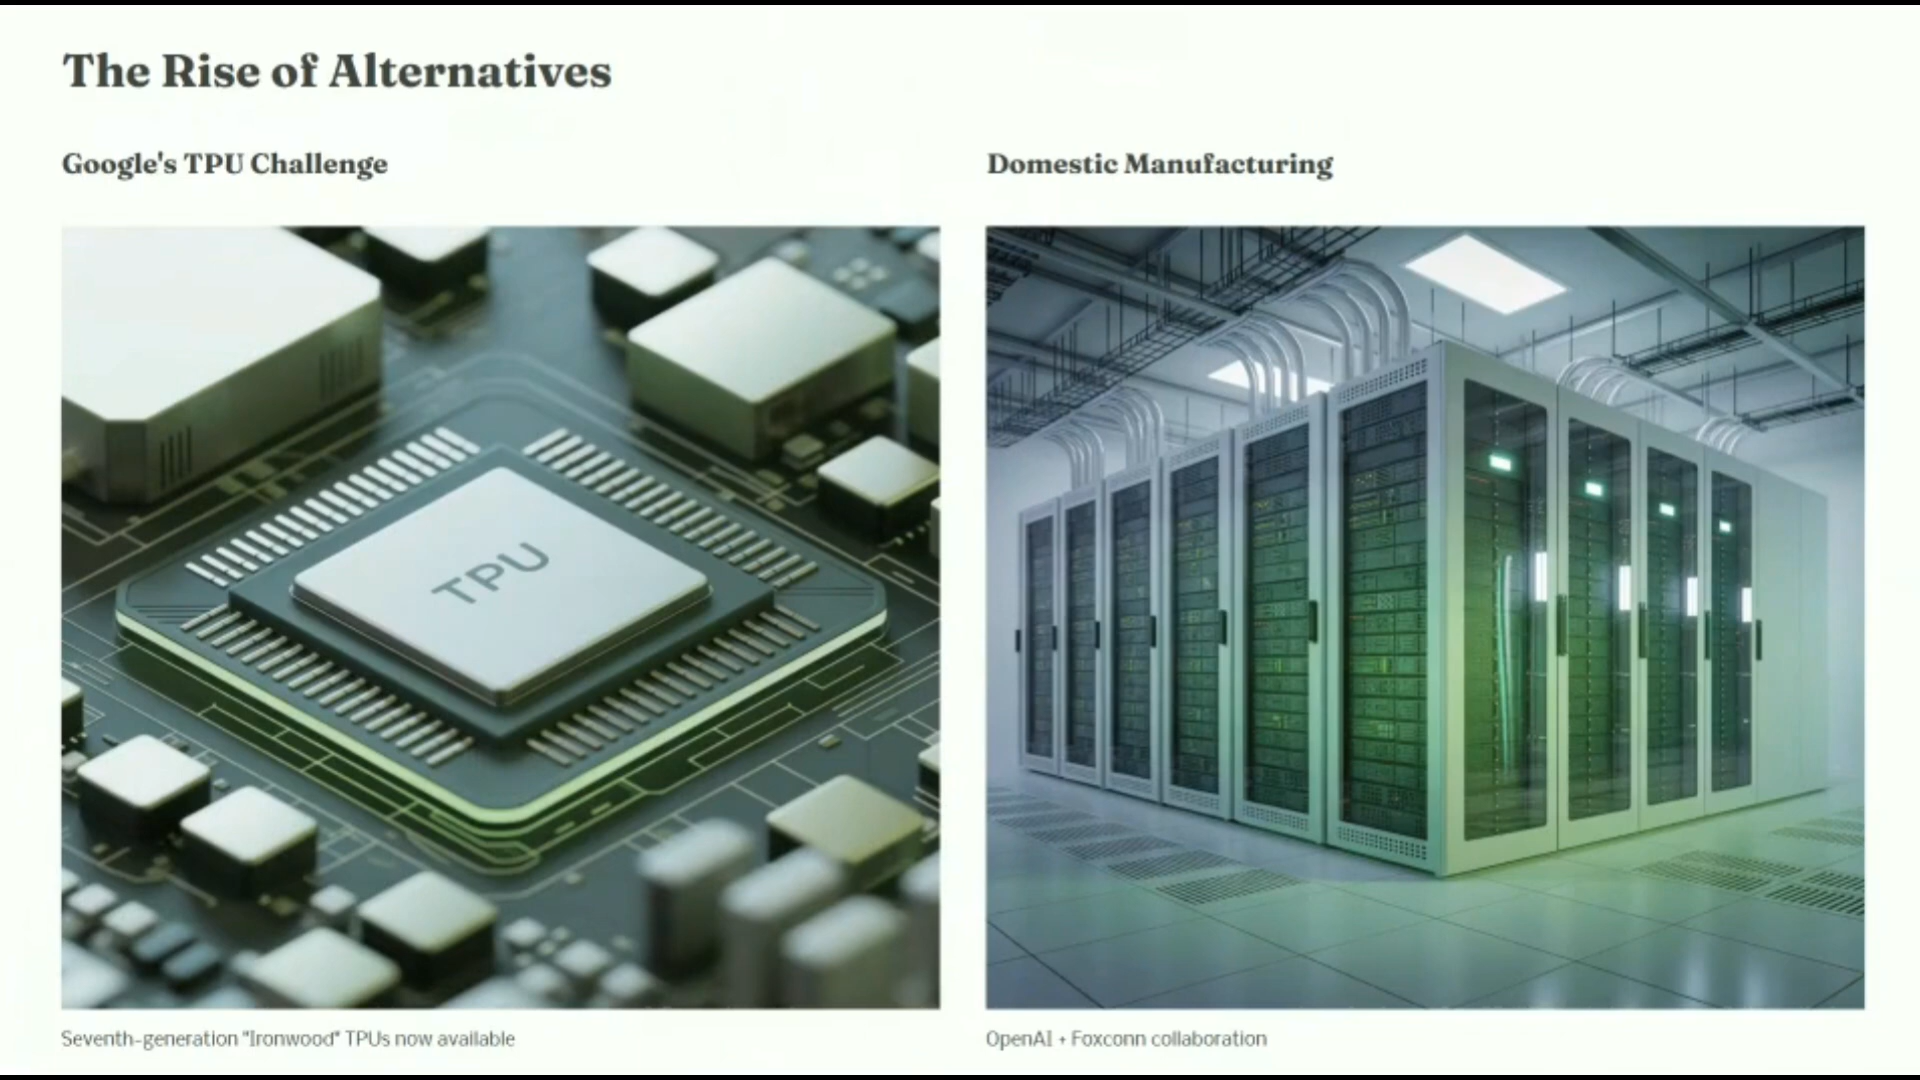 The Rise of Alternatives
Google's TPU Challenge
Domestic Manufacturing
TPU
Seventh-generation "Ironwood" TPUs now available
OpenAI + Foxconn collaboration